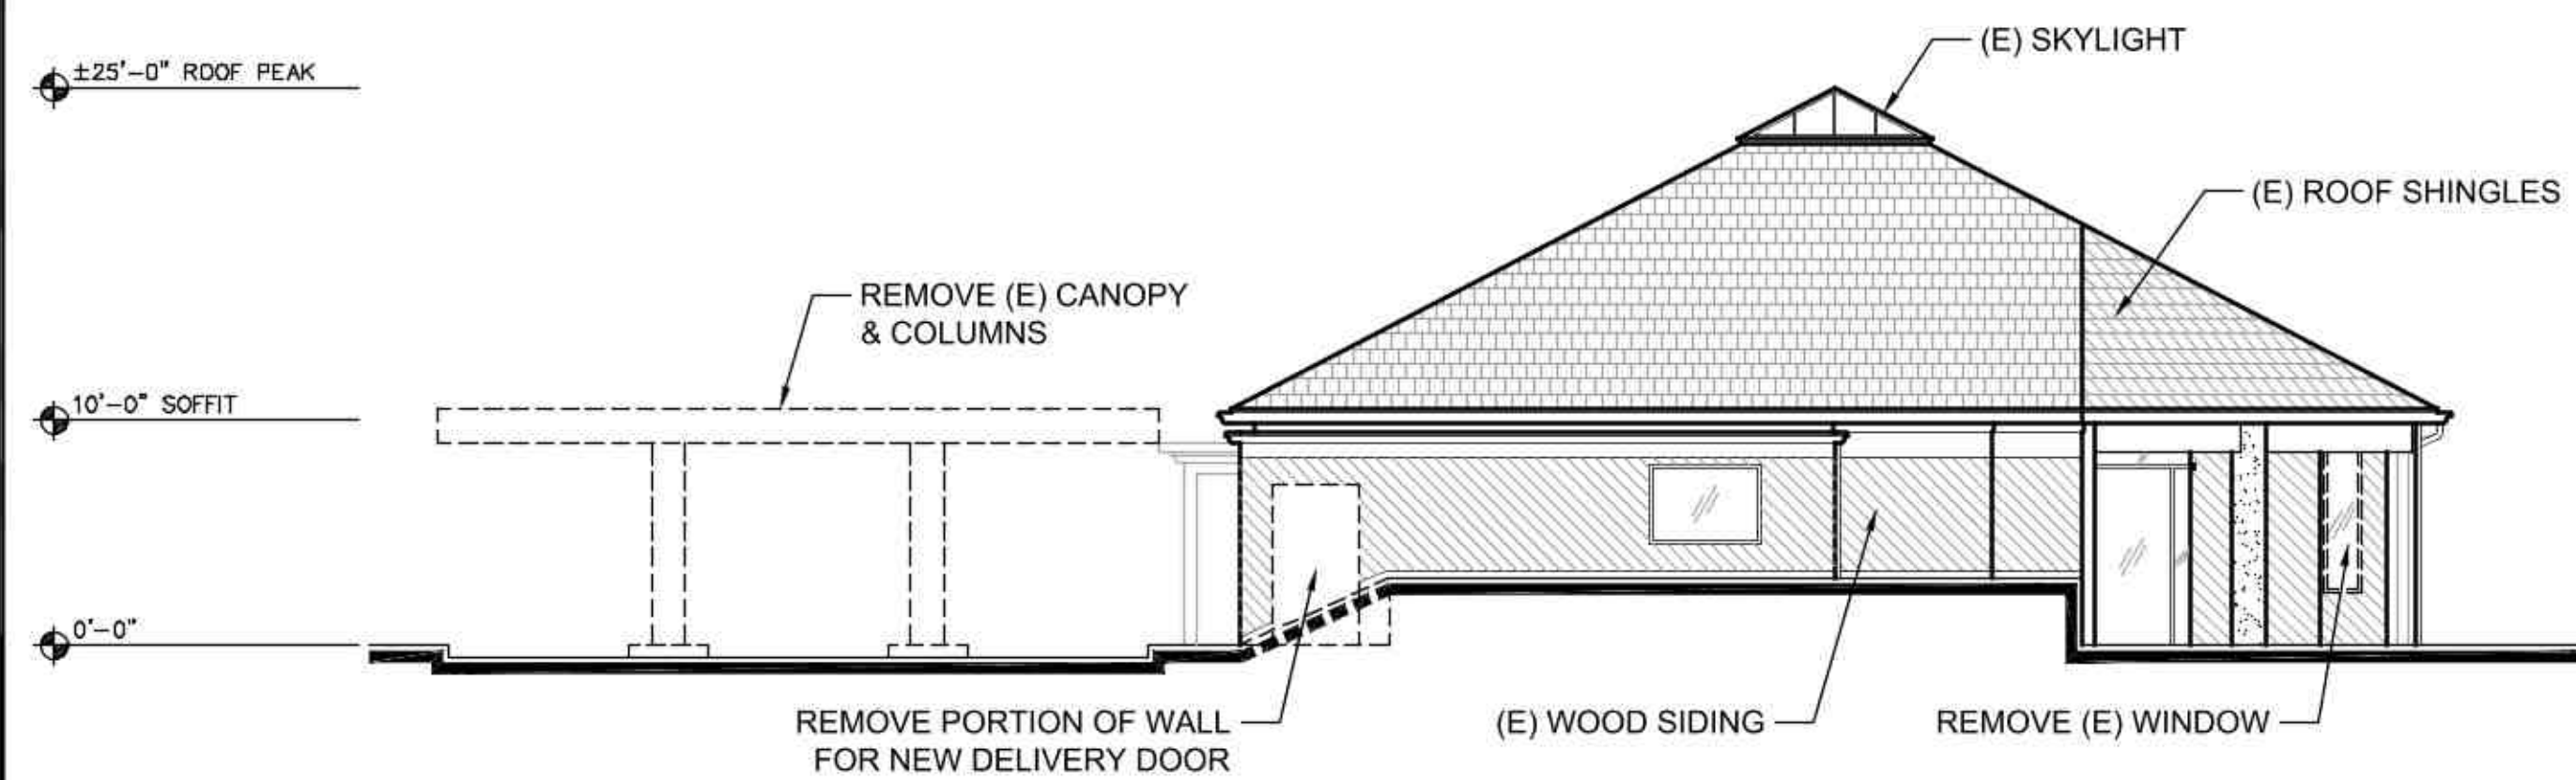 (E) SKYLIGHT
±25'-0" ROOF PEAK
(E) ROOF SHINGLES
REMOVE (E) CANOPY
& COLUMNS
10'-0" SOFFIT
0'-0"
REMOVE PORTION OF WALL
FOR NEW DELIVERY DOOR
(E) WOOD SIDING
REMOVE (E) WINDOW